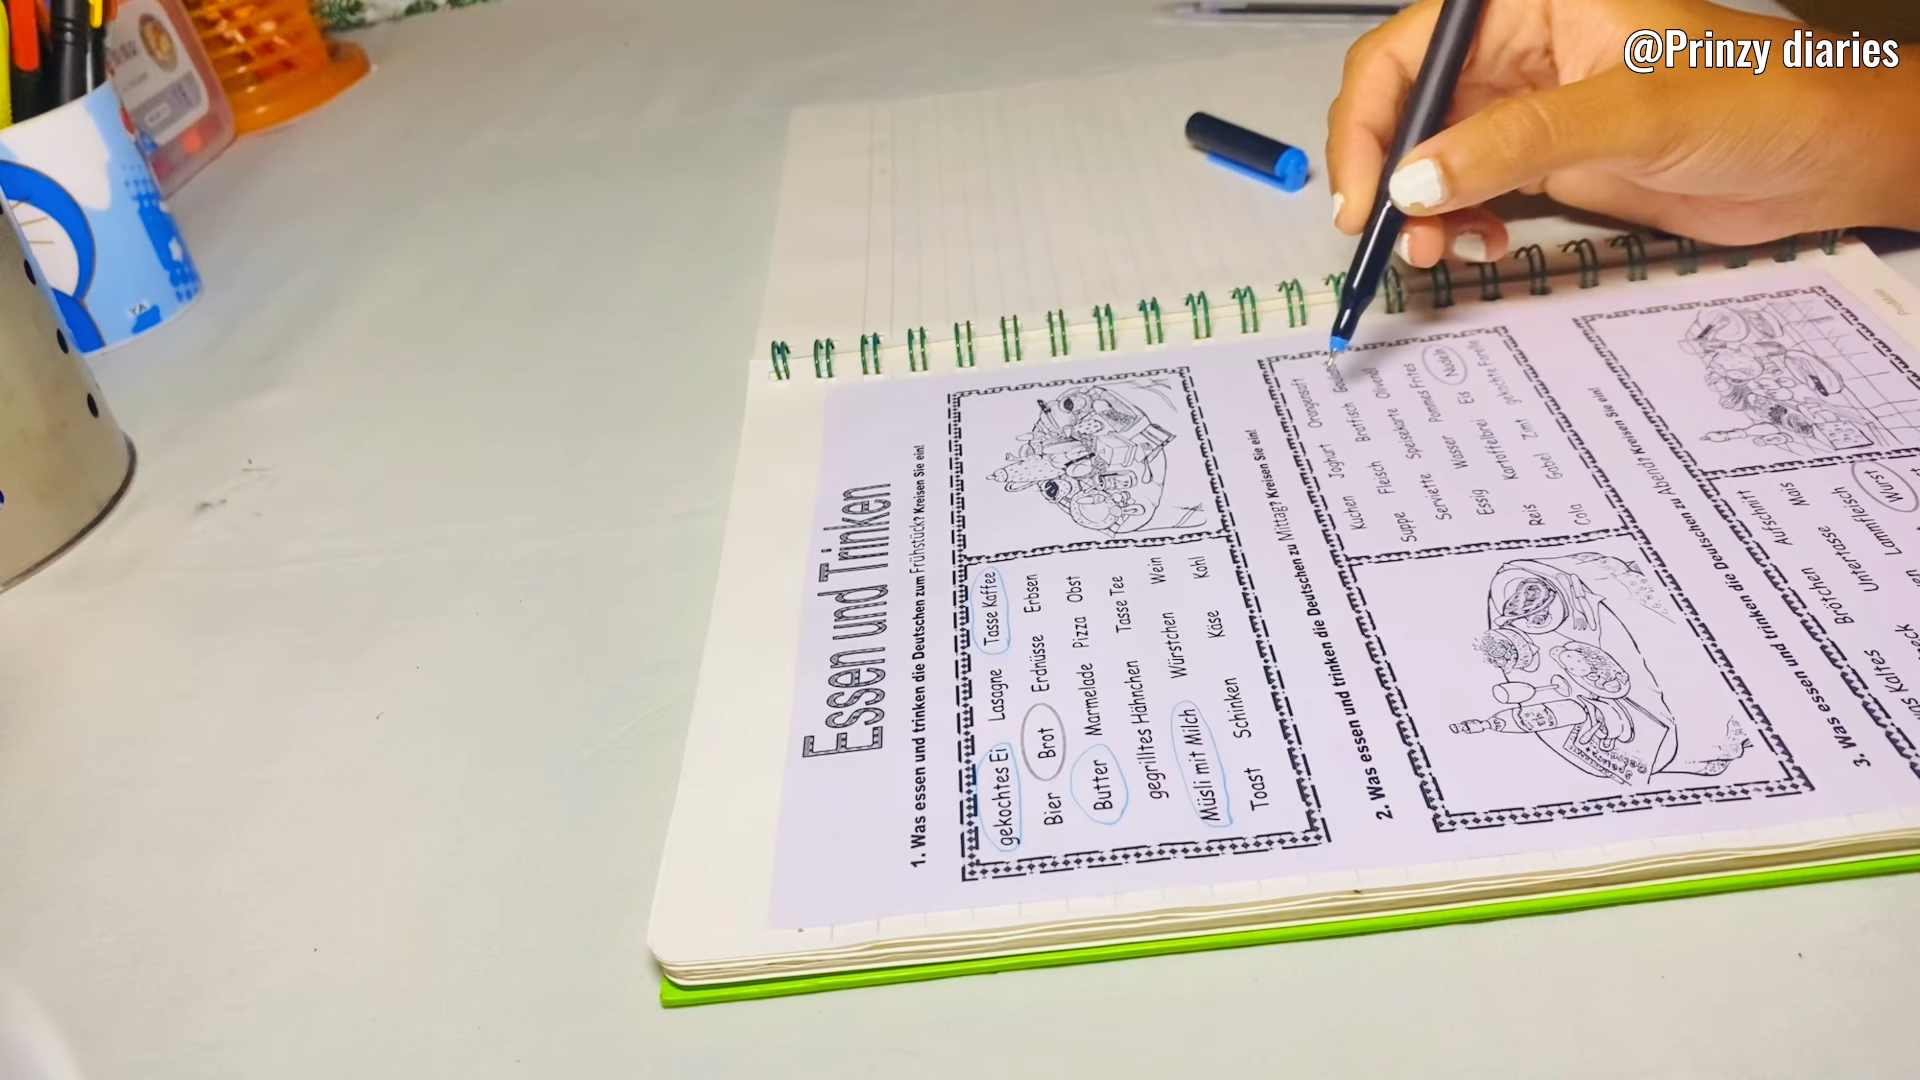 @Prinzy diaries
Essen und Trinken
1. Was essen und trinken die Deutschen zum Frühstück? Kreisen Sie ein!
gekochtes Ei Lasagne Tasse Kaffee
Bier Brot Erdnüsse Erbsen
Butter Marmelade Pizza Obst
gegrilltes Hähnchen Tasse Tee
Müsli mit Milch Würstchen Wein
Toast Schinken Käse Kohl
2. Was essen und trinken die Deutschen zu Mittag? Kreisen Sie ein!
Kuchen Joghurt Orangensaft
Suppe Fleisch Bratfisch
Serviette Speisekarte
Essig Wasser Pommes Frites
Reis Kartoffelbrei Eis
Cola Gabel Zimt gekochte
3. Was essen und trinken die Deutschen zu Abend? Kreisen Sie ein!
Kaltes Brötchen Aufschnitt
Untertasse Mais
Lammfleisch
Wurst